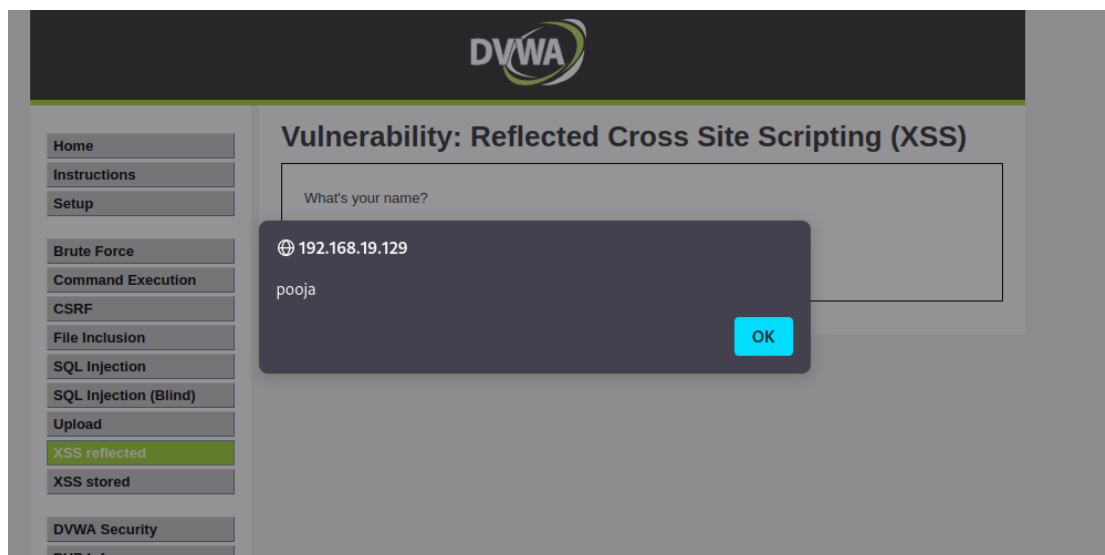 DVWA
Home
Instructions
Setup
Brute Force
Command Execution
CSRF
File Inclusion
SQL Injection
SQL Injection (Blind)
Upload
XSS reflected
XSS stored
DVWA Security
Vulnerability: Reflected Cross Site Scripting (XSS)
What's your name?
192.168.19.129
pooja
OK